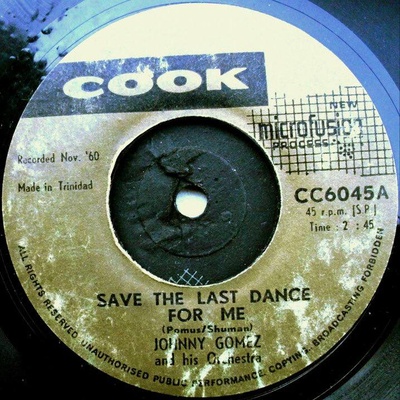 COOK
NEW
microfusion
PROCESS
Recorded Nov. '60
Made in Trinidad
CC6045A
45 r.p.m. [SP]
Time : 2 : 45
SAVE THE LAST DANCE
FOR ME
(Pomus/Shuman)
JOHNNY GOMEZ
and his Orchestra
ALL RIGHTS RESERVED. UNAUTHORISED PUBLIC PERFORMANCE, COPYING, BROADCASTING FORBIDDEN